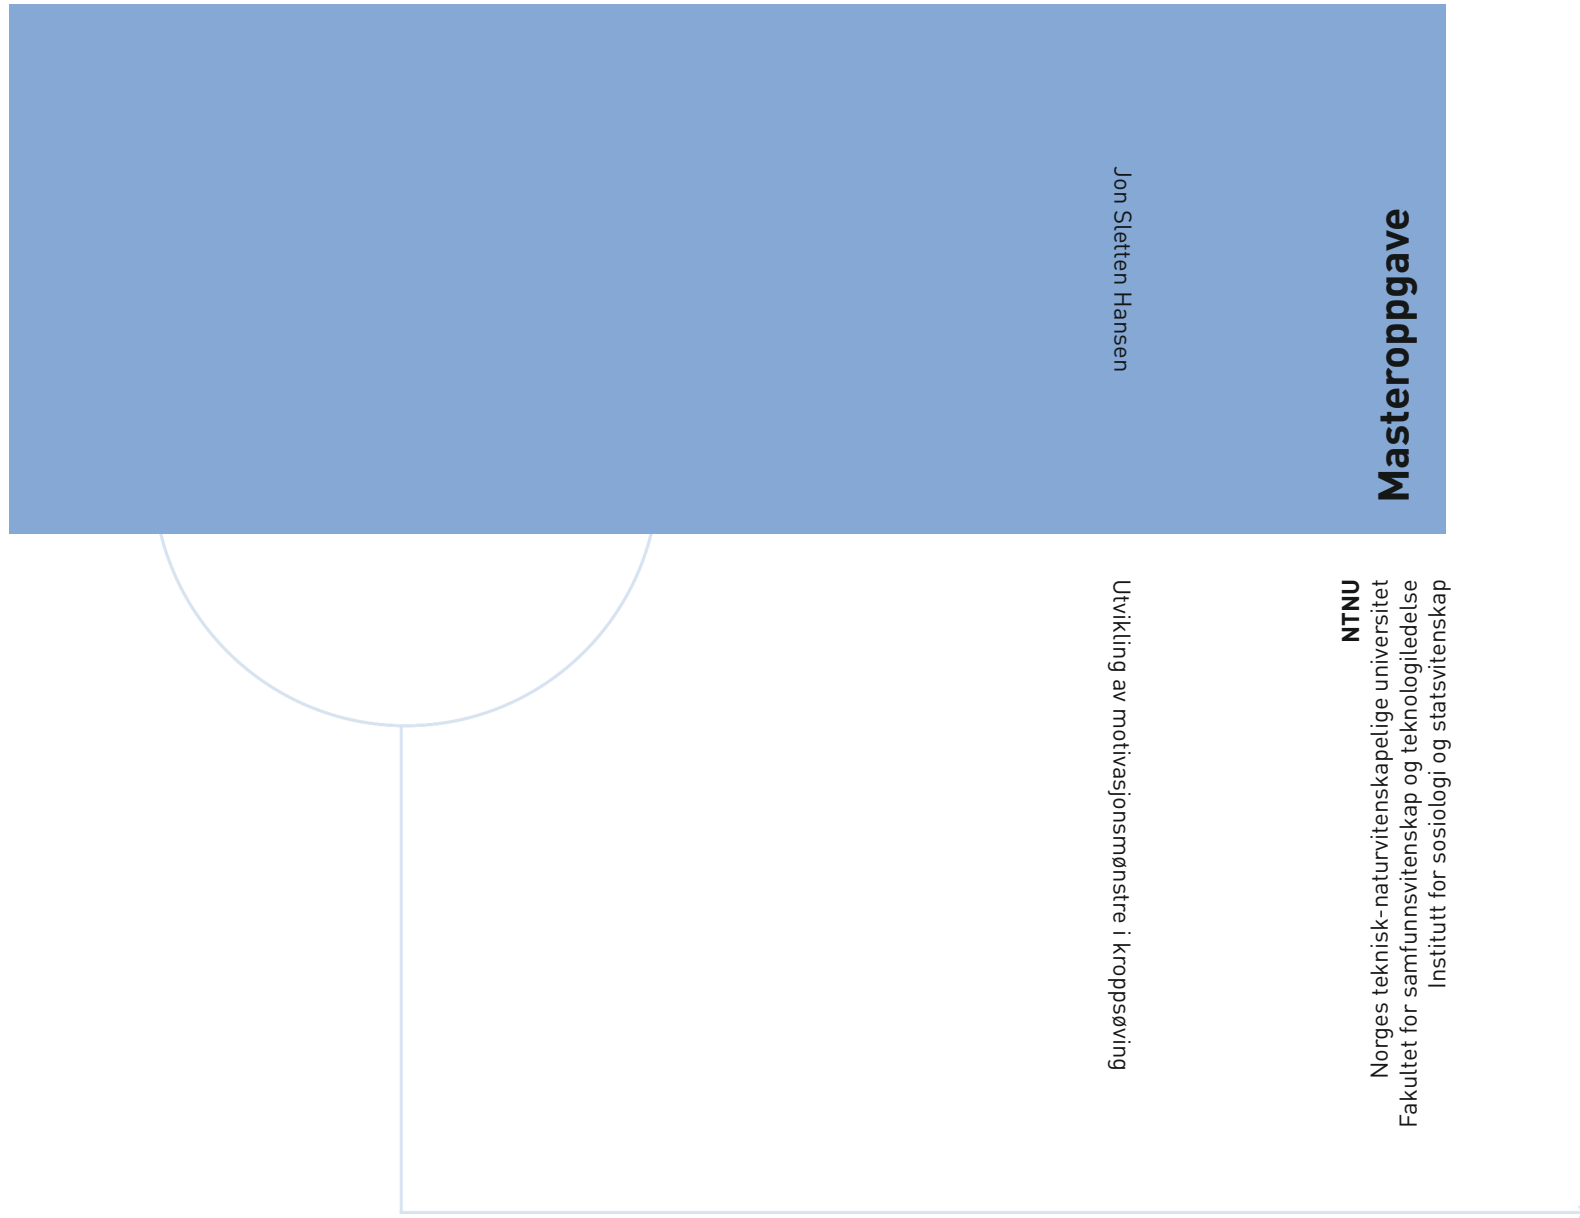 Jon Sletten Hansen
Utvikling av motivasjonsmønstre i kroppsøving
Masteroppgave
NTNU
Norges teknisk-naturvitenskapelige universitet
Fakultet for samfunnsvitenskap og teknologiledelse
Institutt for sosiologi og statsvitenskap